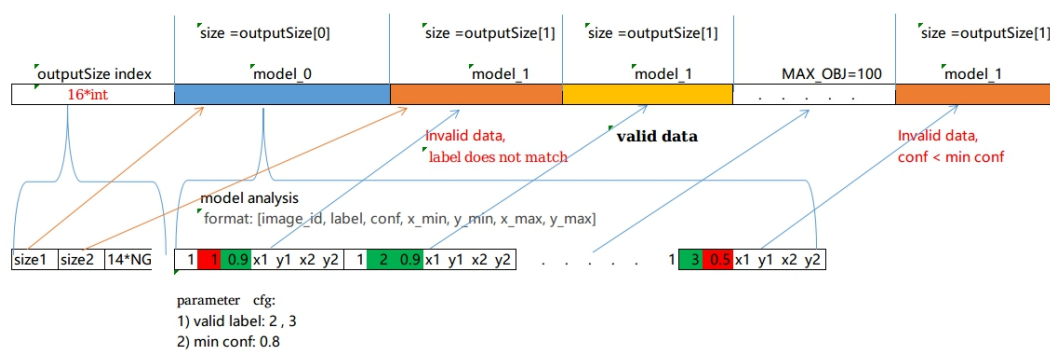 size =outputSize[0]
size =outputSize[1]
size =outputSize[1]
size =outputSize[1]
outputSize index
model_0
model_1
model_1
MAX_OBJ=100
model_1
16*int
. . . . .
Invalid data,
label does not match
valid data
Invalid data,
conf < min conf
model analysis
format: [image_id, label, conf, x_min, y_min, x_max, y_max]
size1 size2 14*NG
1 1 0.9 x1 y1 x2 y2
1 2 0.9 x1 y1 x2 y2
. . . . .
1 3 0.5 x1 y1 x2 y2
parameter cfg:
1) valid label: 2 , 3
2) min conf: 0.8